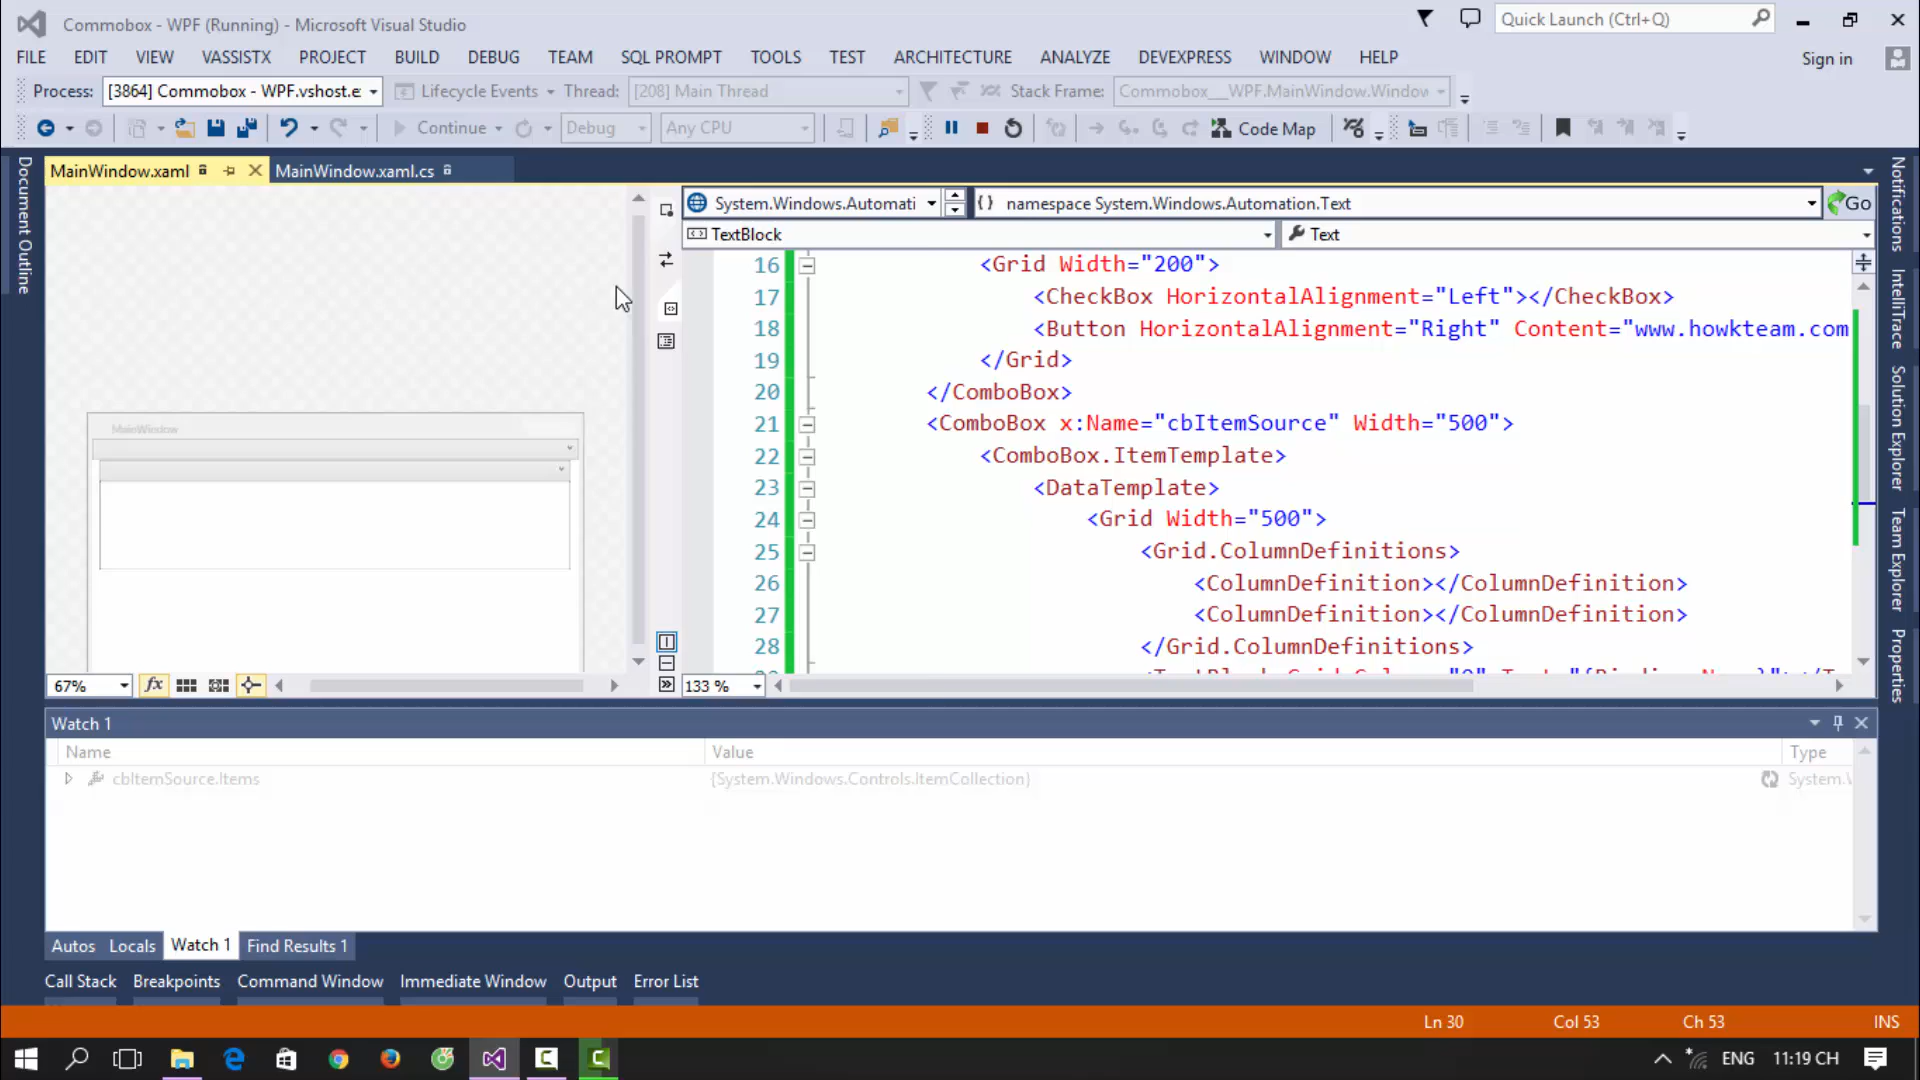 Commobox - WPF (Running) - Microsoft Visual Studio
Quick Launch (Ctrl+Q)
FILE EDIT VIEW VASSISTX PROJECT BUILD DEBUG TEAM SQL PROMPT TOOLS TEST ARCHITECTURE ANALYZE DEVEXPRESS WINDOW HELP
Sign in
Process: [3864] Commobox - WPF.vshost.e Lifecycle Events Thread: [208] Main Thread Stack Frame: Commobox___WPF.MainWindow.Window
Continue Debug Any CPU Code Map
Document Outline
MainWindow.xaml MainWindow.xaml.cs
System.Windows.Automati {} namespace System.Windows.Automation.Text Go
TextBlock Text
MainWindow
16 <Grid Width="200">
17 <CheckBox HorizontalAlignment="Left"></CheckBox>
18 <Button HorizontalAlignment="Right" Content="www.howkteam.com
19 </Grid>
20 </ComboBox>
21 <ComboBox x:Name="cbItemSource" Width="500">
22 <ComboBox.ItemTemplate>
23 <DataTemplate>
24 <Grid Width="500">
25 <Grid.ColumnDefinitions>
26 <ColumnDefinition></ColumnDefinition>
27 <ColumnDefinition></ColumnDefinition>
28 </Grid.ColumnDefinitions>
67% fx 133 %
Notifications
IntelliTrace
Solution Explorer
Team Explorer
Properties
Watch 1
Name Value Type
cbItemSource.Items {System.Windows.Controls.ItemCollection} System.
Autos Locals Watch 1 Find Results 1
Call Stack Breakpoints Command Window Immediate Window Output Error List
Ln 30 Col 53 Ch 53 INS
ENG 11:19 CH